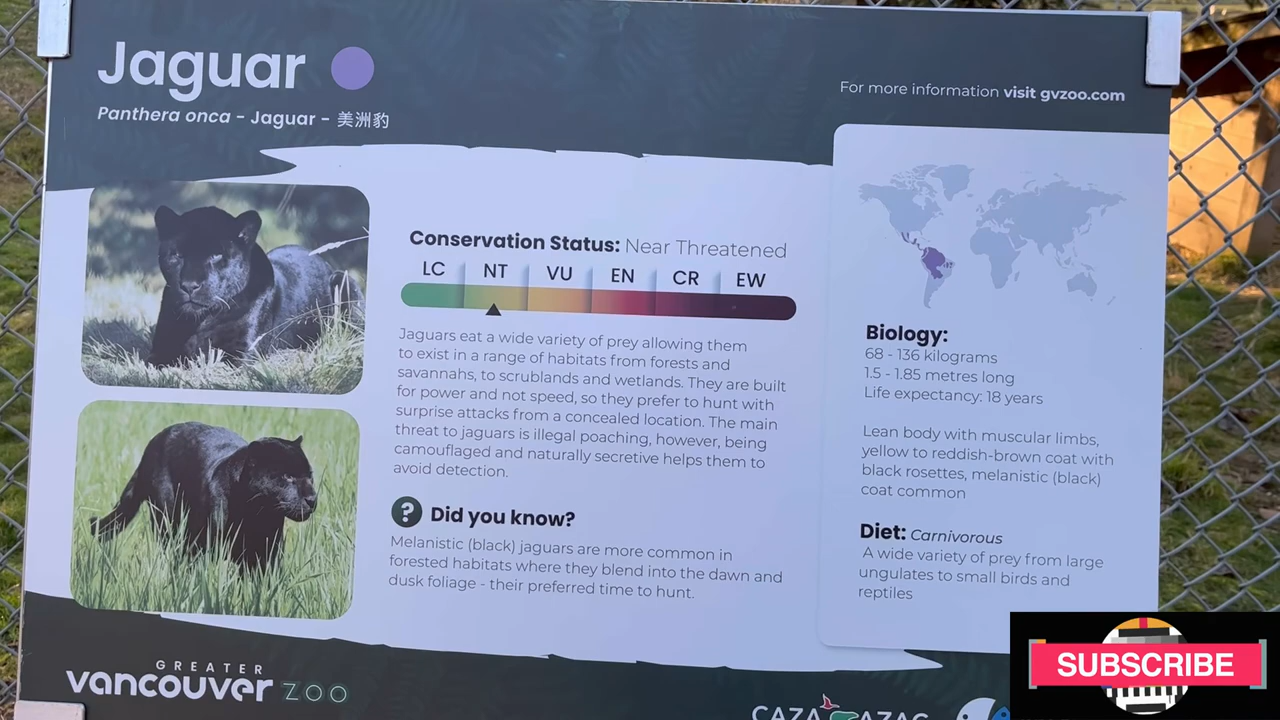 Jaguar
Panthera onca - Jaguar - 美洲豹
For more information visit gvzoo.com
Conservation Status: Near Threatened
LC NT VU EN CR EW
Jaguars eat a wide variety of prey allowing them
to exist in a range of habitats from forests and
savannahs, to scrublands and wetlands. They are built
for power and not speed, so they prefer to hunt with
surprise attacks from a concealed location. The main
threat to jaguars is illegal poaching, however, being
camouflaged and naturally secretive helps them to
avoid detection.
? Did you know?
Melanistic (black) jaguars are more common in
forested habitats where they blend into the dawn and
dusk foliage - their preferred time to hunt.
Biology:
68 - 136 kilograms
1.5 - 1.85 metres long
Life expectancy: 18 years
Lean body with muscular limbs,
yellow to reddish-brown coat with
black rosettes, melanistic (black)
coat common
Diet: Carnivorous
A wide variety of prey from large
ungulates to small birds and
reptiles
GREATER
vancouver ZOO
CAZA AZAC
SUBSCRIBE